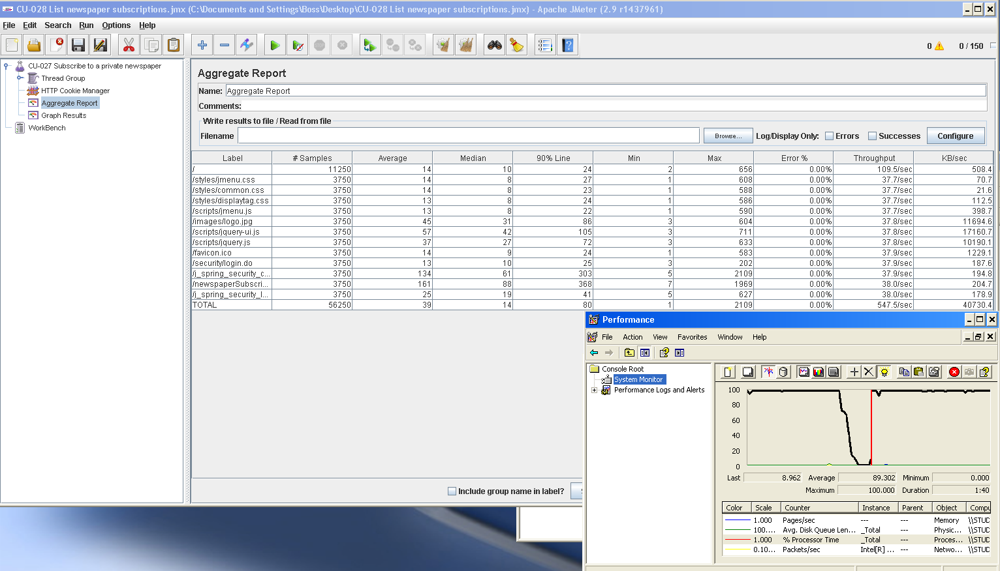 CU-028 List newspaper subscriptions.jmx (C:\Documents and Settings\Boss\Desktop\CU-028 List newspaper subscriptions.jmx) - Apache JMeter (2.9 r1437961)
File Edit Search Run Options Help
0 0 / 150
CU-027 Subscribe to a private newspaper
Thread Group
HTTP Cookie Manager
Aggregate Report
Graph Results
WorkBench
Aggregate Report
Name: Aggregate Report
Comments:
Write results to file / Read from file
Filename Browse... Log/Display Only: Errors Successes Configure
Label # Samples Average Median 90% Line Min Max Error % Throughput KB/sec
/ 11250 14 10 24 2 656 0.00% 109.5/sec 508.4
/styles/jmenu.css 3750 14 8 27 1 608 0.00% 37.7/sec 70.7
/styles/common.css 3750 14 8 23 1 588 0.00% 37.7/sec 21.6
/styles/displaytag.css 3750 13 8 24 1 586 0.00% 37.7/sec 112.5
/scripts/jmenu.js 3750 13 8 22 1 590 0.00% 37.7/sec 398.7
/images/logo.jpg 3750 45 31 86 3 604 0.00% 37.8/sec 11694.6
/scripts/jquery-ui.js 3750 57 42 105 3 711 0.00% 37.8/sec 17160.7
/scripts/jquery.js 3750 37 27 72 3 633 0.00% 37.8/sec 10190.1
/favicon.ico 3750 14 9 24 1 583 0.00% 37.9/sec 1229.1
/security/login.do 3750 13 10 25 3 202 0.00% 37.9/sec 187.6
/j_spring_security_c... 3750 134 61 303 5 2109 0.00% 37.9/sec 194.8
/newspaperSubscri... 3750 161 88 368 7 1969 0.00% 38.0/sec 204.7
/j_spring_security_l... 3750 25 19 41 5 627 0.00% 38.0/sec 178.9
TOTAL 56250 39 14 80 1 2109 0.00% 547.5/sec 40730.4
Include group name in label?
Performance
File Action View Favorites Window Help
Console Root
System Monitor
Performance Logs and Alerts
100
80
60
40
20
0
Last 8.962 Average 89.302 Minimum 0.000
Maximum 100.000 Duration 1:40
Color Scale Counter Instance Parent Object Compu
1.000 Pages/sec --- --- Memory \\STUD
100.... Avg. Disk Queue Len... _Total --- Physic... \\STUD
1.000 % Processor Time _Total --- Proces... \\STUD
0.10... Packets/sec Intel[R] ... --- Netwo... \\STUD